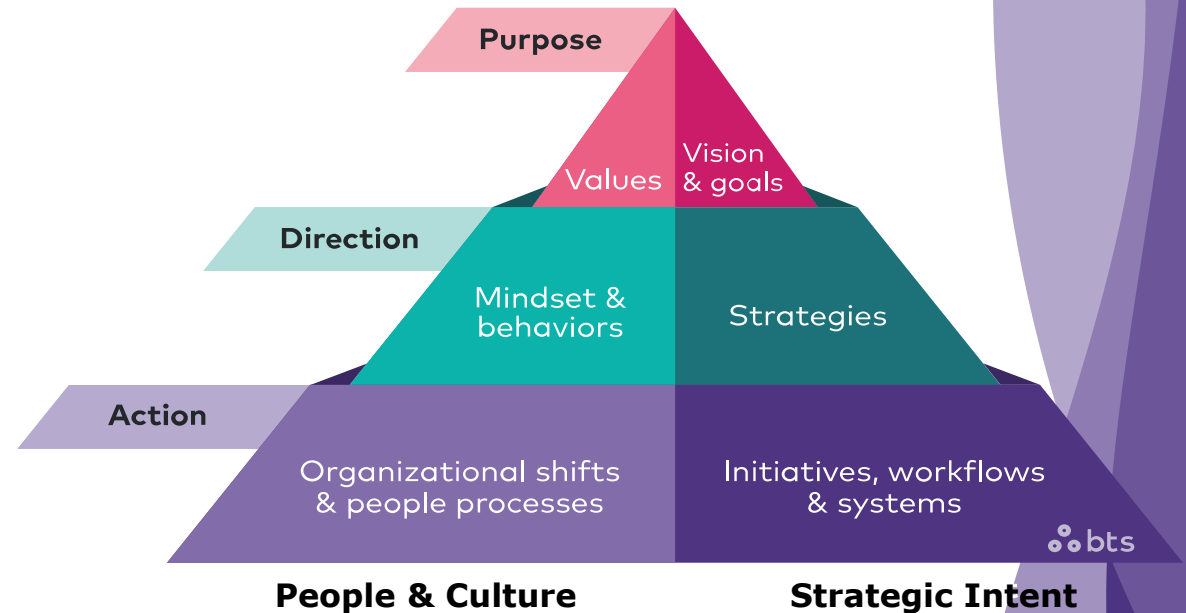 Purpose
Values
Vision
& goals
Direction
Mindset &
behaviors
Strategies
Action
Organizational shifts
& people processes
Initiatives, workflows
& systems
bts
People & Culture
Strategic Intent